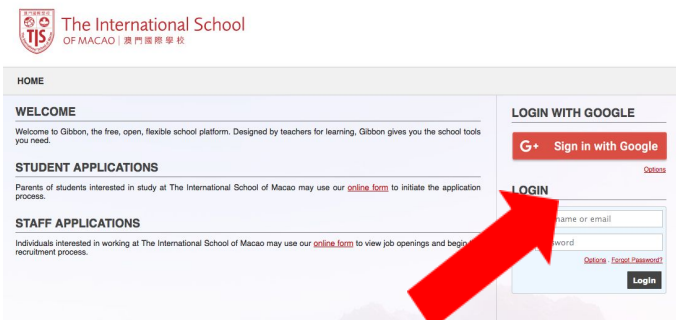 TIS
The International School
OF MACAO | 澳門國際學校
HOME
WELCOME
Welcome to Gibbon, the free, open, flexible school platform. Designed by teachers for learning, Gibbon gives you the school tools
you need.
STUDENT APPLICATIONS
Parents of students interested in study at The International School of Macao may use our online form to initiate the application
process.
STAFF APPLICATIONS
Individuals interested in working at The International School of Macao may use our online form to view job openings and begin
recruitment process.
LOGIN WITH GOOGLE
G+ Sign in with Google
Options
LOGIN
name or email
Options . Forgot Password?
Login